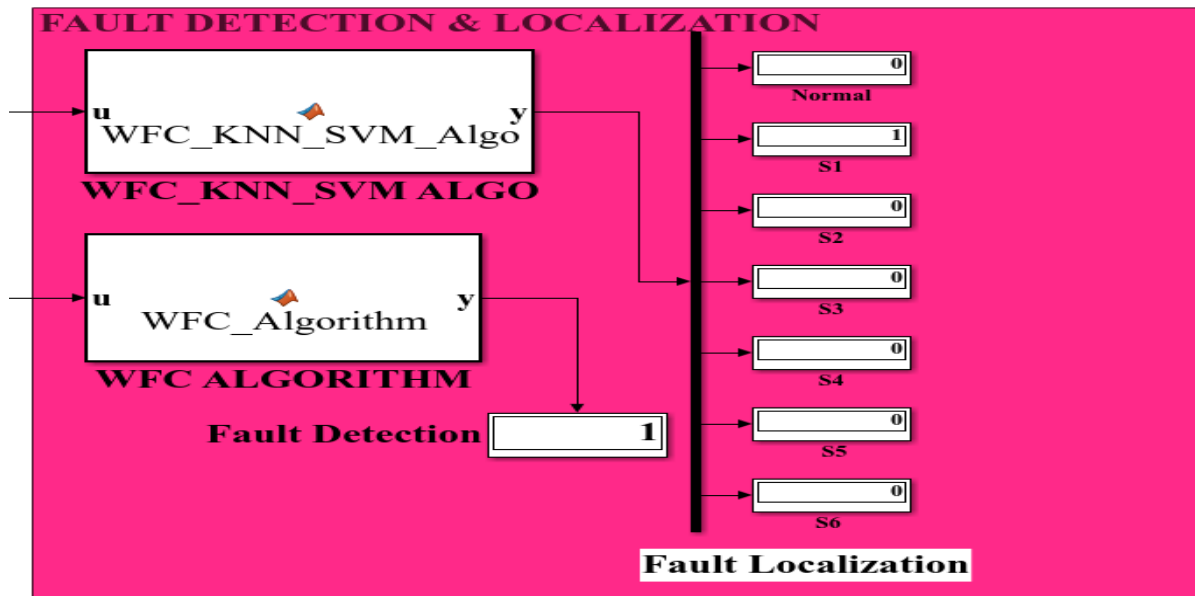 FAULT DETECTION & LOCALIZATION
u
y
WFC_KNN_SVM_Algo
WFC_KNN_SVM ALGO
u
y
WFC_Algorithm
WFC ALGORITHM
Fault Detection
1
0
Normal
1
S1
0
S2
0
S3
0
S4
0
S5
0
S6
Fault Localization